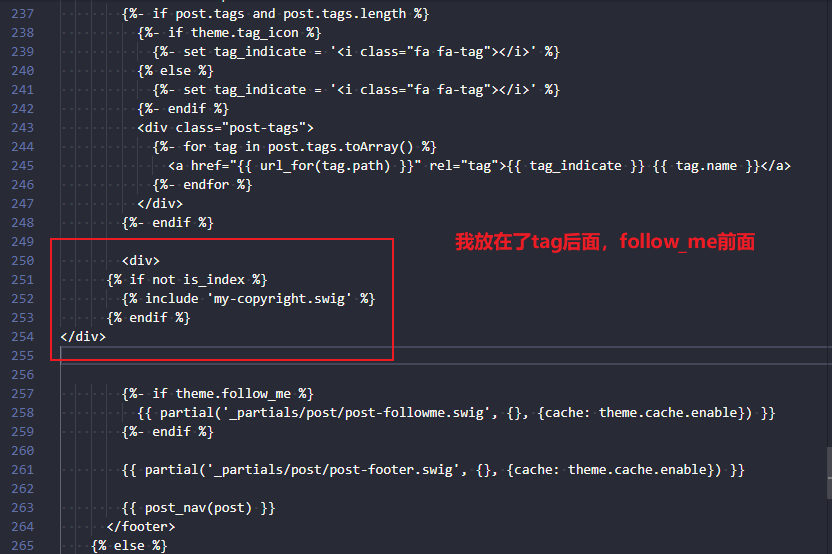 237 {%- if post.tags and post.tags.length %}
238 {%- if theme.tag_icon %}
239 {%- set tag_indicate = '<i class="fa fa-tag"></i>' %}
240 {% else %}
241 {%- set tag_indicate = '<i class="fa fa-tag"></i>' %}
242 {%- endif %}
243 <div class="post-tags">
244 {%- for tag in post.tags.toArray() %}
245 <a href="{{ url_for(tag.path) }}" rel="tag">{{ tag_indicate }} {{ tag.name }}</a>
246 {%- endfor %}
247 </div>
248 {%- endif %}
249 我放在了tag后面，follow_me前面
250 <div>
251 {% if not is_index %}
252 {% include 'my-copyright.swig' %}
253 {% endif %}
254 </div>
255
256
257 {%- if theme.follow_me %}
258 {{ partial('_partials/post/post-followme.swig', {}, {cache: theme.cache.enable}) }}
259 {%- endif %}
260
261 {{ partial('_partials/post/post-footer.swig', {}, {cache: theme.cache.enable}) }}
262
263 {{ post_nav(post) }}
264 </footer>
265 {% else %}